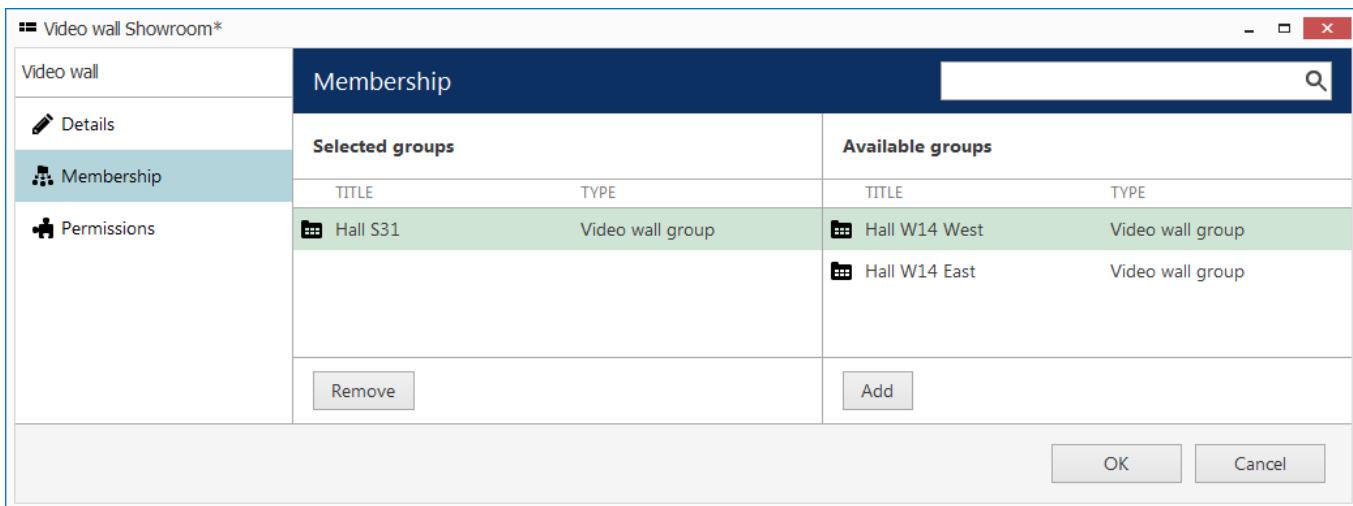 Video wall Showroom*
Video wall
Details
Membership
Permissions
Membership
Selected groups
TITLE TYPE
Hall S31 Video wall group
Remove
Available groups
TITLE TYPE
Hall W14 West Video wall group
Hall W14 East Video wall group
Add
OK Cancel